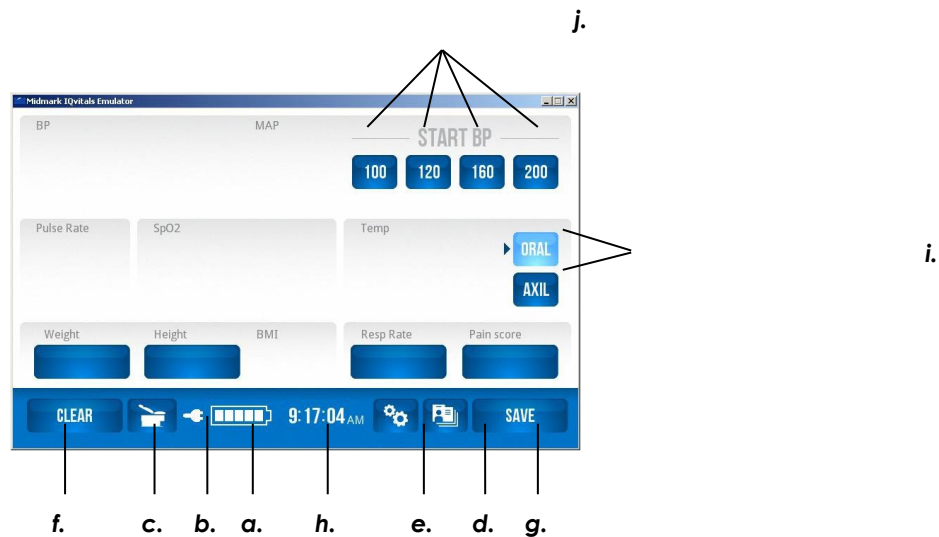 j.
Midmark IQvitals Emulator
BP MAP START BP
100 120 160 200
Pulse Rate SpO2 Temp
ORAL
i.
AXIL
Weight Height BMI Resp Rate Pain score
CLEAR 9:17:04 AM SAVE
f. c. b. a. h. e. d. g.